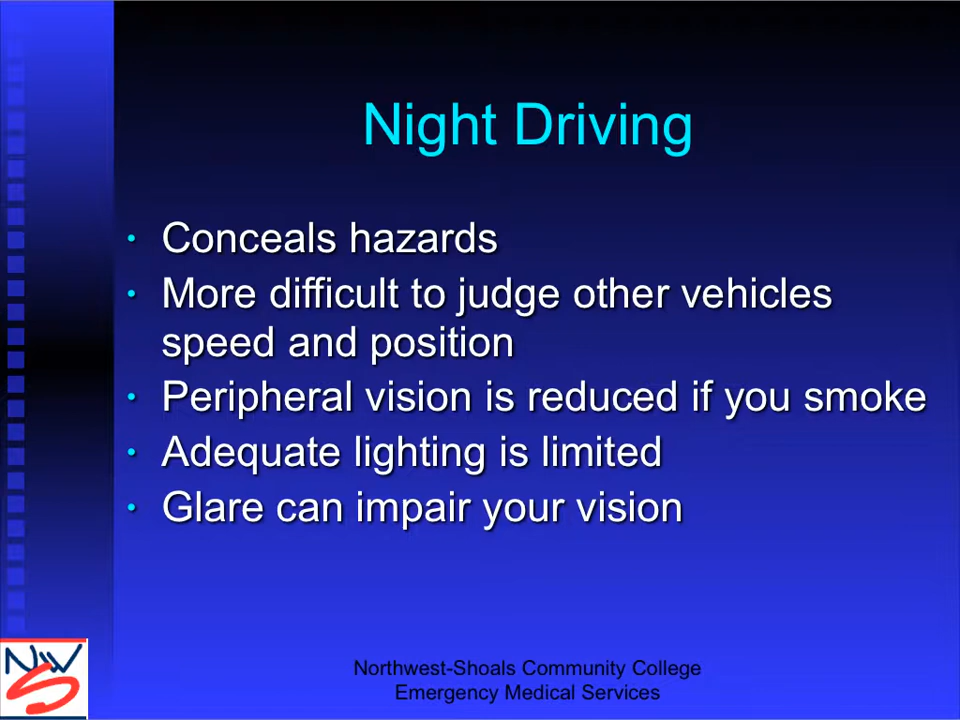 Night Driving
• Conceals hazards
• More difficult to judge other vehicles
speed and position
• Peripheral vision is reduced if you smoke
• Adequate lighting is limited
• Glare can impair your vision
NWS
Northwest-Shoals Community College
Emergency Medical Services